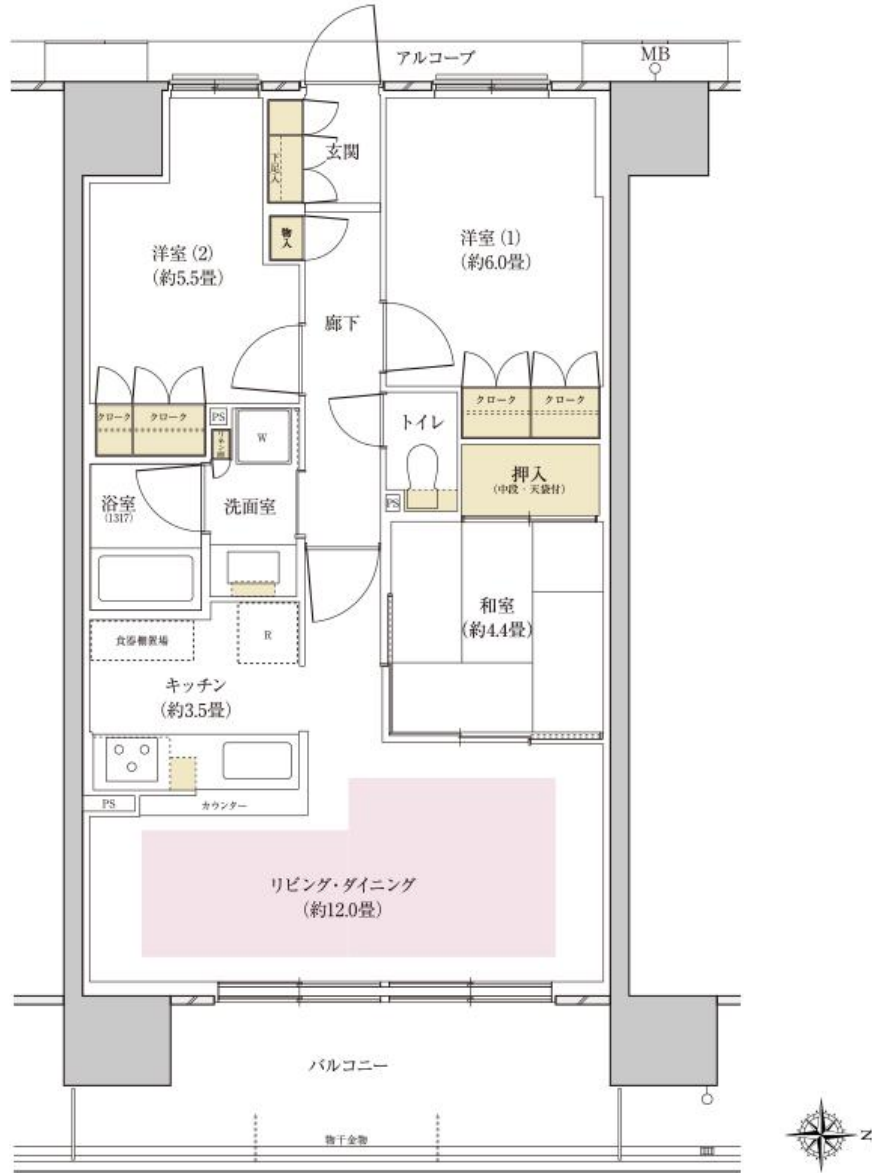 アルコーブ
MB
玄関
下足入
物入
洋室 (2)
(約5.5畳)
洋室 (1)
(約6.0畳)
廊下
クローク
クローク
クローク
クローク
PS
リネン庫
W
トイレ
押入
(中段・天袋付)
PS
浴室
(1317)
洗面室
和室
(約4.4畳)
食器棚置場
R
キッチン
(約3.5畳)
PS
カウンター
リビング・ダイニング
(約12.0畳)
バルコニー
物干金物
N